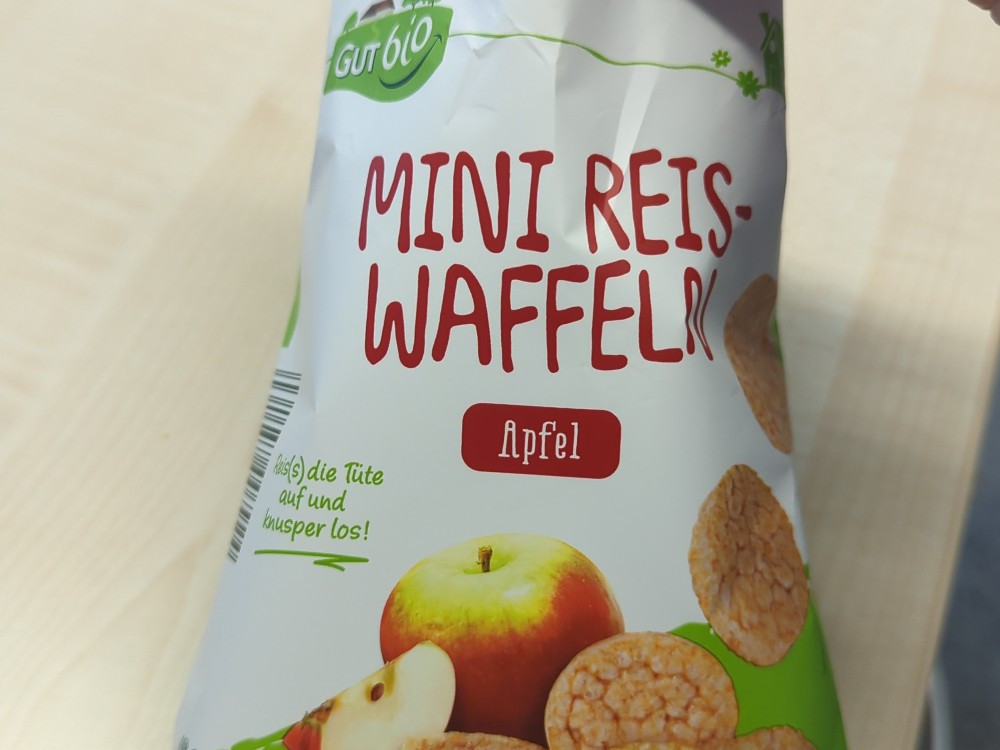 GUT bio
MINI REIS-
WAFFELN
Apfel
Reis(s) die Tüte
auf und
knusper los!